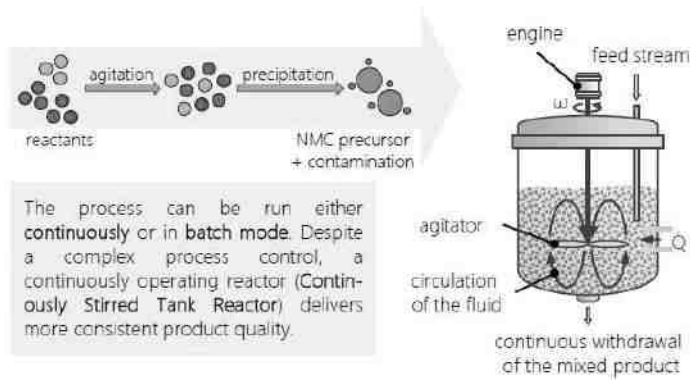 agitation
precipitation
reactants
NMC precursor
+ contamination
The process can be run either
continuously or in batch mode. Despite
a complex process control, a
continuously operating reactor (Contin-
ously Stirred Tank Reactor) delivers
more consistent product quality.
engine
feed stream
ω
agitator
Q
circulation
of the fluid
continuous withdrawal
of the mixed product